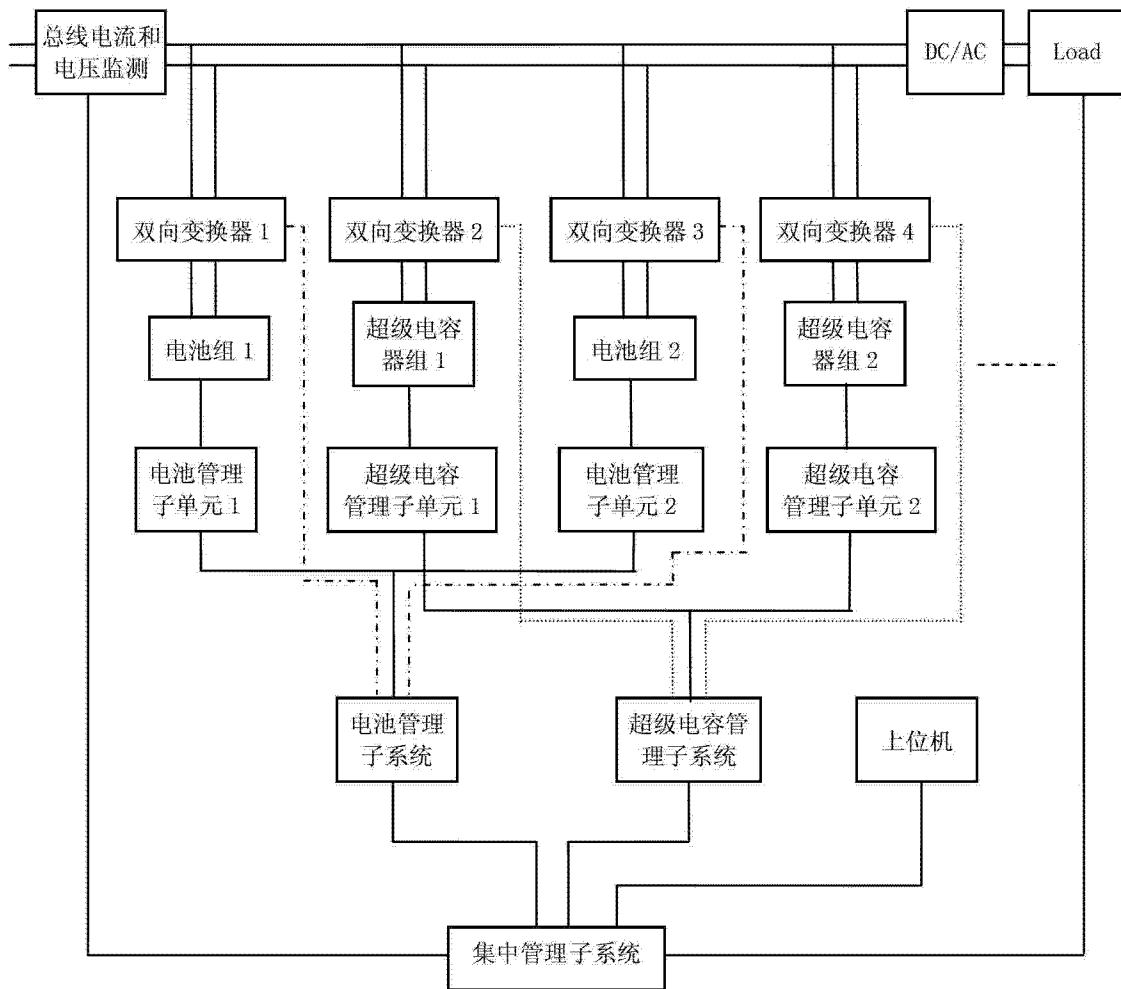 总线电流和
电压监测
DC/AC
Load
双向变换器1
双向变换器2
双向变换器3
双向变换器4
电池组1
超级电容
器组1
电池组2
超级电容
器组2
电池管理
子单元1
超级电容
管理子单元1
电池管理
子单元2
超级电容
管理子单元2
电池管理
子系统
超级电容管
理子系统
上位机
集中管理子系统